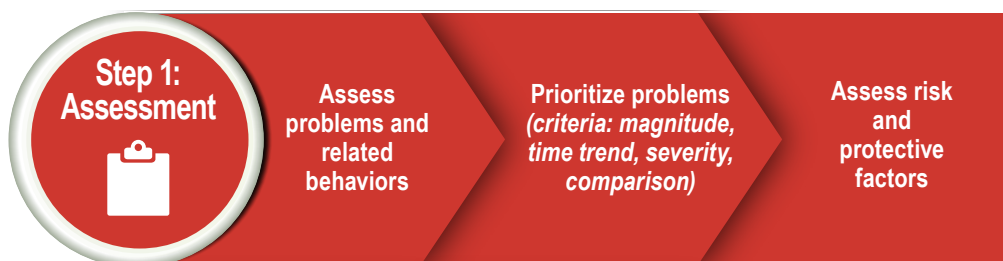 Step 1:
Assessment
Assess
problems and
related
behaviors
Prioritize problems
(criteria: magnitude,
time trend, severity,
comparison)
Assess risk
and
protective
factors